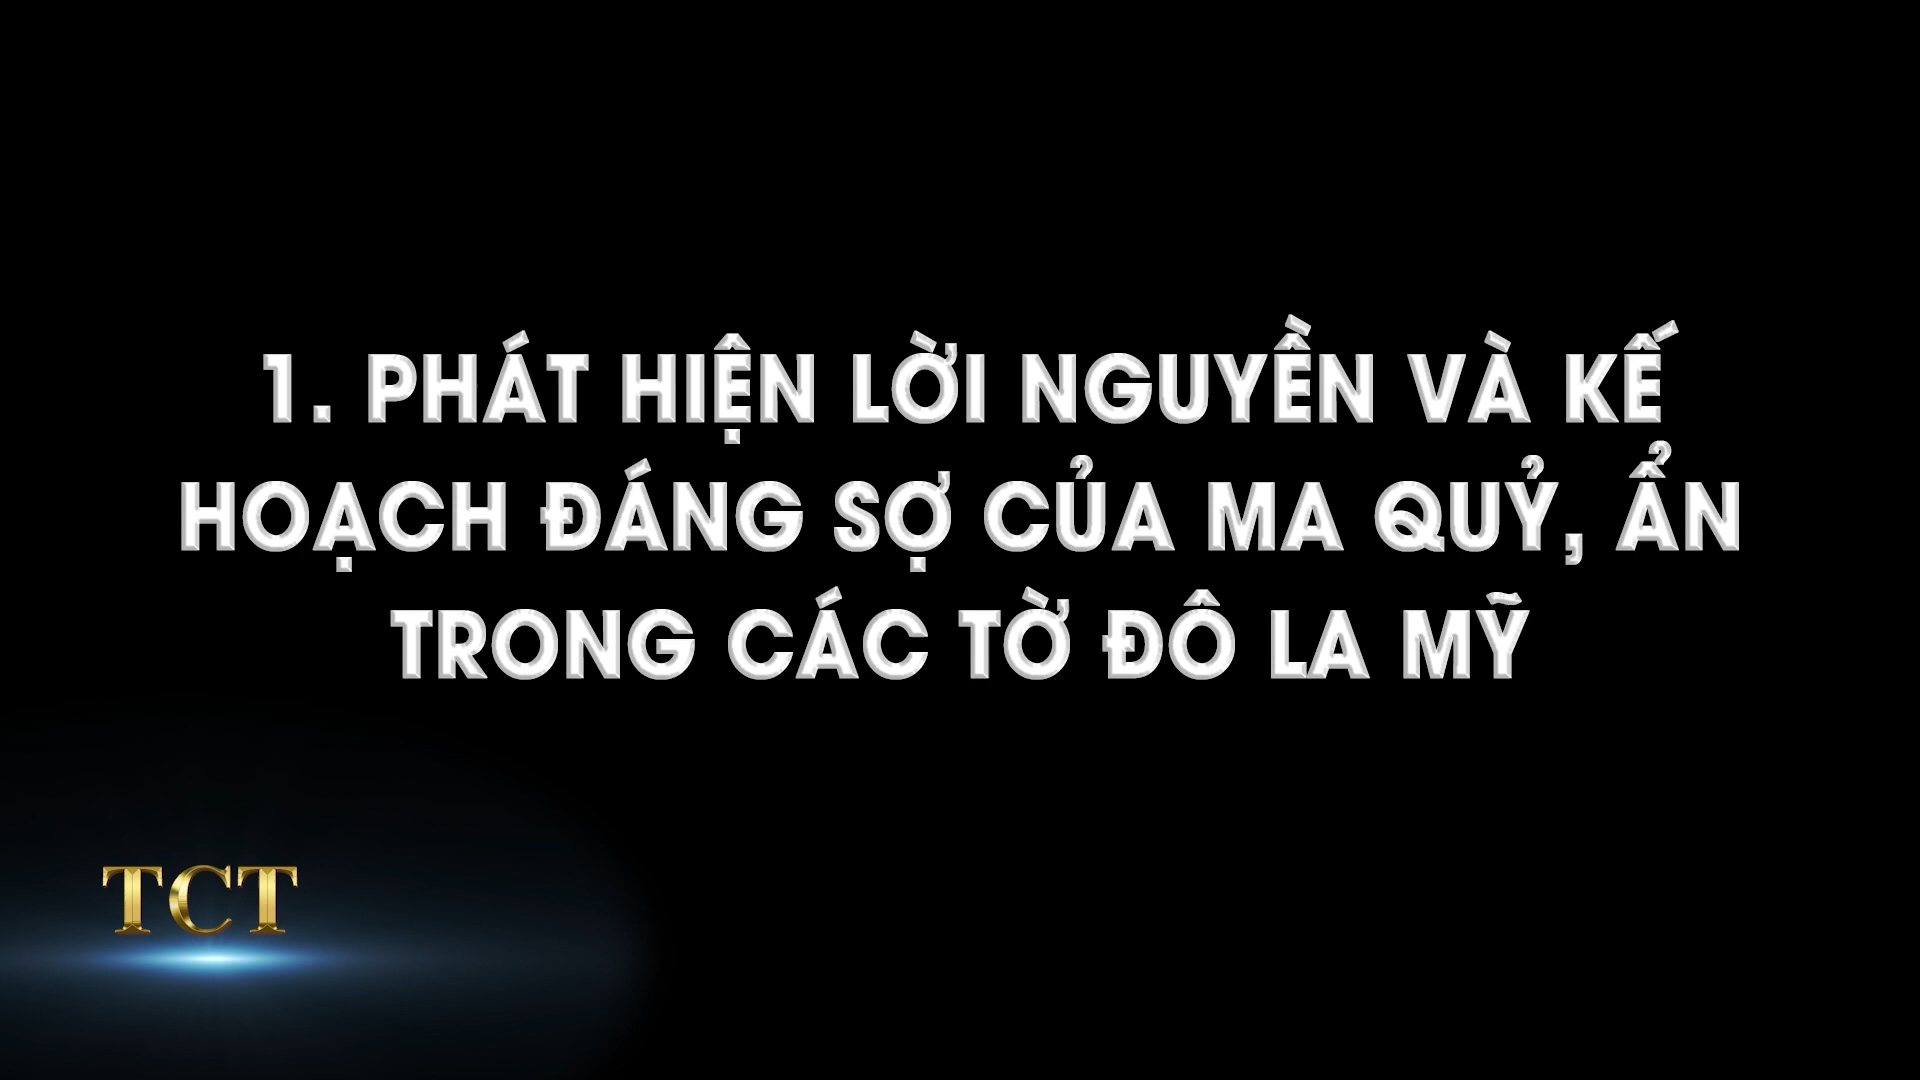 1. PHÁT HIỆN LỜI NGUYỀN VÀ KẾ
HOẠCH ĐÁNG SỢ CỦA MA QUỶ, ẨN
TRONG CÁC TỜ ĐÔ LA MỸ
TCT